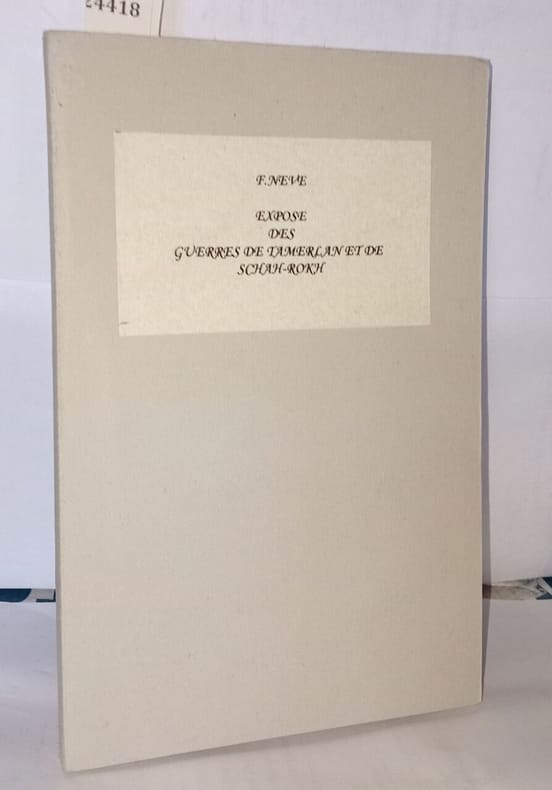 24418
F. NEVE
EXPOSE
DES
GUERRES DE TAMERLAN ET DE
SCHAH-ROKH